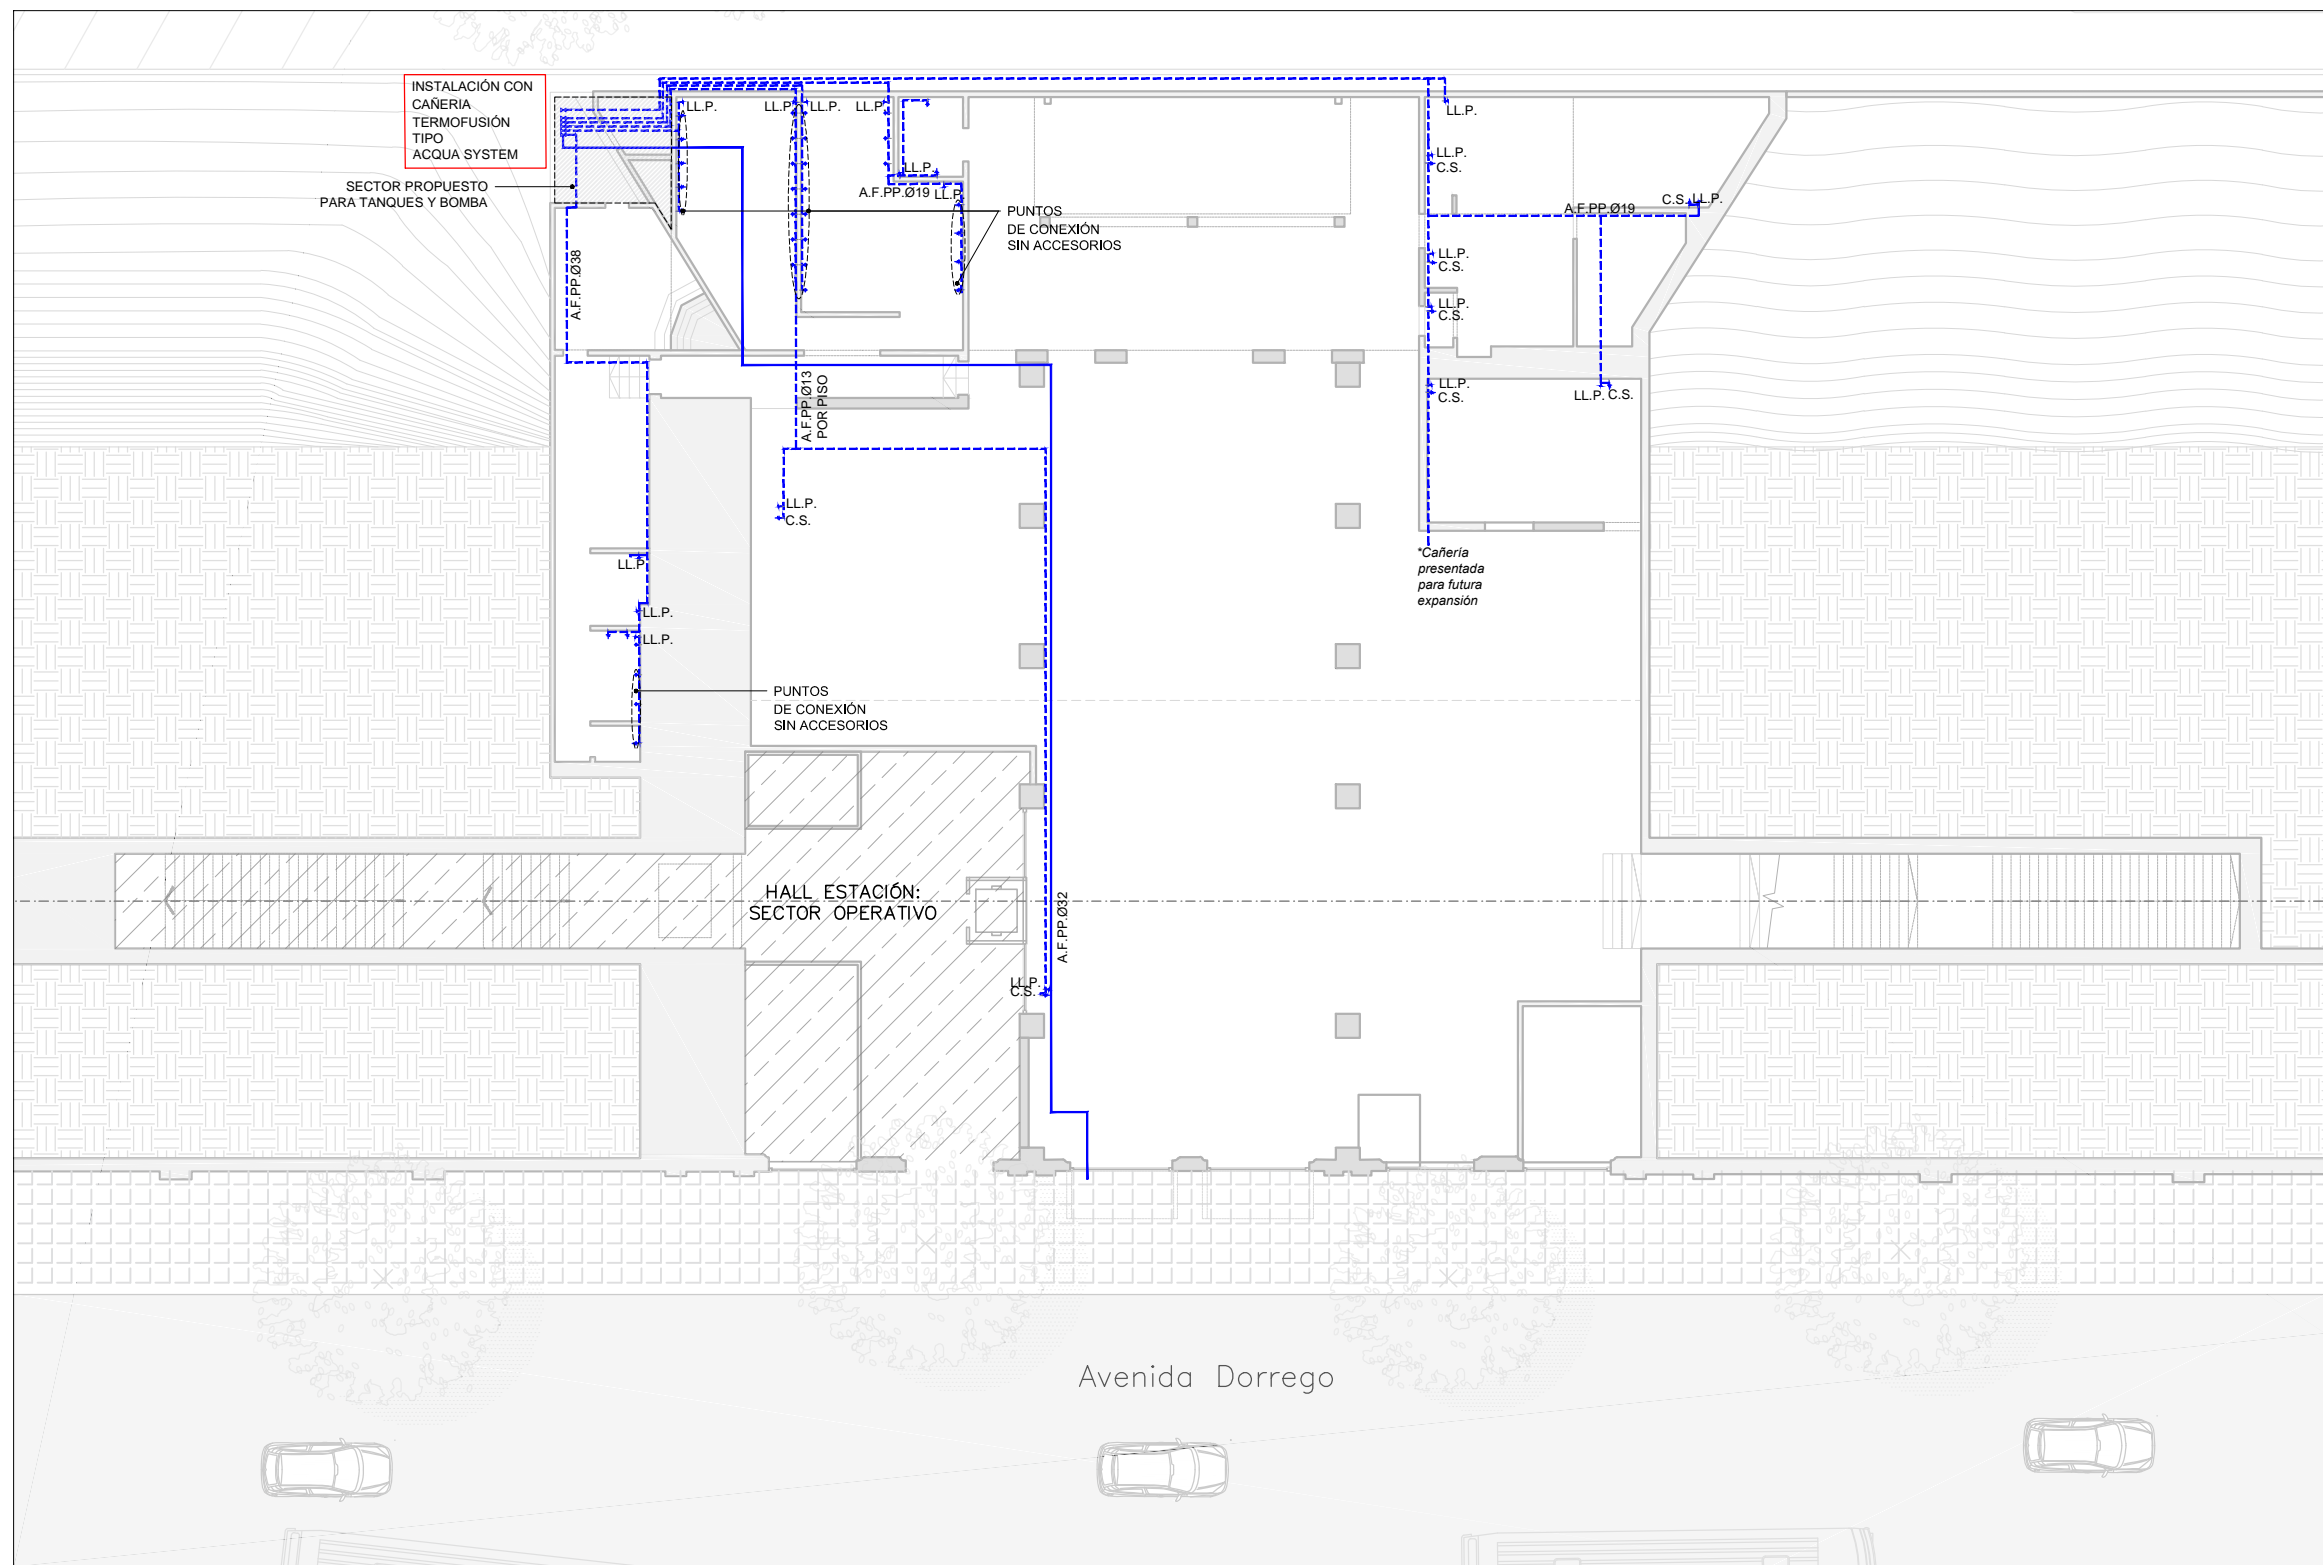 INSTALACIÓN CON
CAÑERIA
TERMOFUSIÓN
TIPO
ACQUA SYSTEM
SECTOR PROPUESTO
PARA TANQUES Y BOMBA
LL.P.
LL.P.
LL.P.
LL.P.
LL.P.
A.F.PP.Ø19
LL.P.
PUNTOS
DE CONEXIÓN
SIN ACCESORIOS
A.F.PP.Ø38
A.F.PP.Ø13
POR PISO
LL.P.
LL.P.
C.S.
C.S.
LL.P.
A.F.PP.Ø19
LL.P.
C.S.
LL.P.
C.S.
LL.P.
C.S.
LL.P.
C.S.
LL.P.
C.S.
*Cañería
presentada
para futura
expansión
LL.P
LL.P.
LL.P.
PUNTOS
DE CONEXIÓN
SIN ACCESORIOS
HALL ESTACIÓN:
SECTOR OPERATIVO
A.F.PP.Ø32
LL.P.
C.S.
Avenida Dorrego